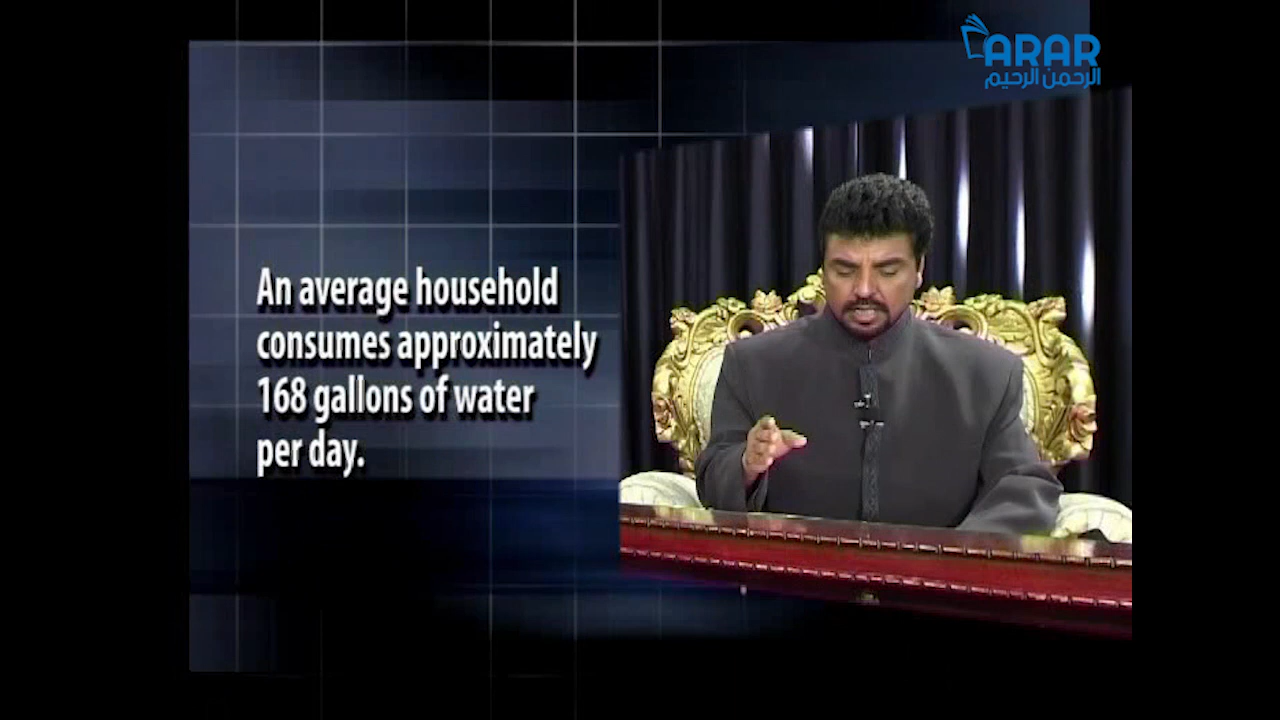 ARAR
الرحمن الرحيم
An average household
consumes approximately
168 gallons of water
per day.